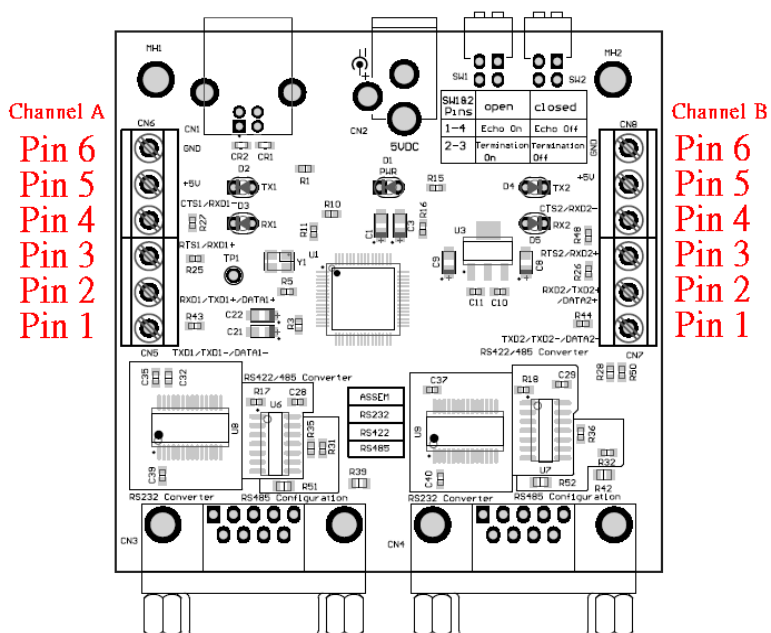 MH1
MH2
SW1
SW2
CN1
CN2
5VDC
SW1&2 Pins
open
closed
1-4
Echo On
Echo Off
2-3
Termination On
Termination Off
Channel A
Channel B
CN6
CN8
Pin 6
Pin 5
Pin 4
Pin 3
Pin 2
Pin 1
Pin 6
Pin 5
Pin 4
Pin 3
Pin 2
Pin 1
GND
+5V
CTS1/RXD1-
RTS1/RXD1+
RXD1/TXD1+/DATA1+
TXD1/TXD1-/DATA1-
CN5
GND
+5V
CTS2/RXD2-
RTS2/RXD2+
RXD2/TXD2+
/DATA2+
TXD2/TXD2-/DATA2-
CN7
CR2
CR1
D2
TX1
D3
RX1
R1
D1
PWR
R15
D4
TX2
RX2
D5
R27
R10
R11
C1
C3
R16
U3
R48
R25
TP1
Y1
U1
C9
C8
R26
R5
C11
C10
R43
C22
C21
R3
R44
RS422/485 Converter
RS422/485 Converter
C35
C32
R17
C28
U6
U8
R35
R31
C39
R51
R39
RS232 Converter
RS485 Configuration
ASSEM
RS232
RS422
RS485
C37
R18
C29
R28
R50
U9
U7
R36
R32
C40
R52
R42
RS232 Converter
RS485 Configuration
CN3
CN4